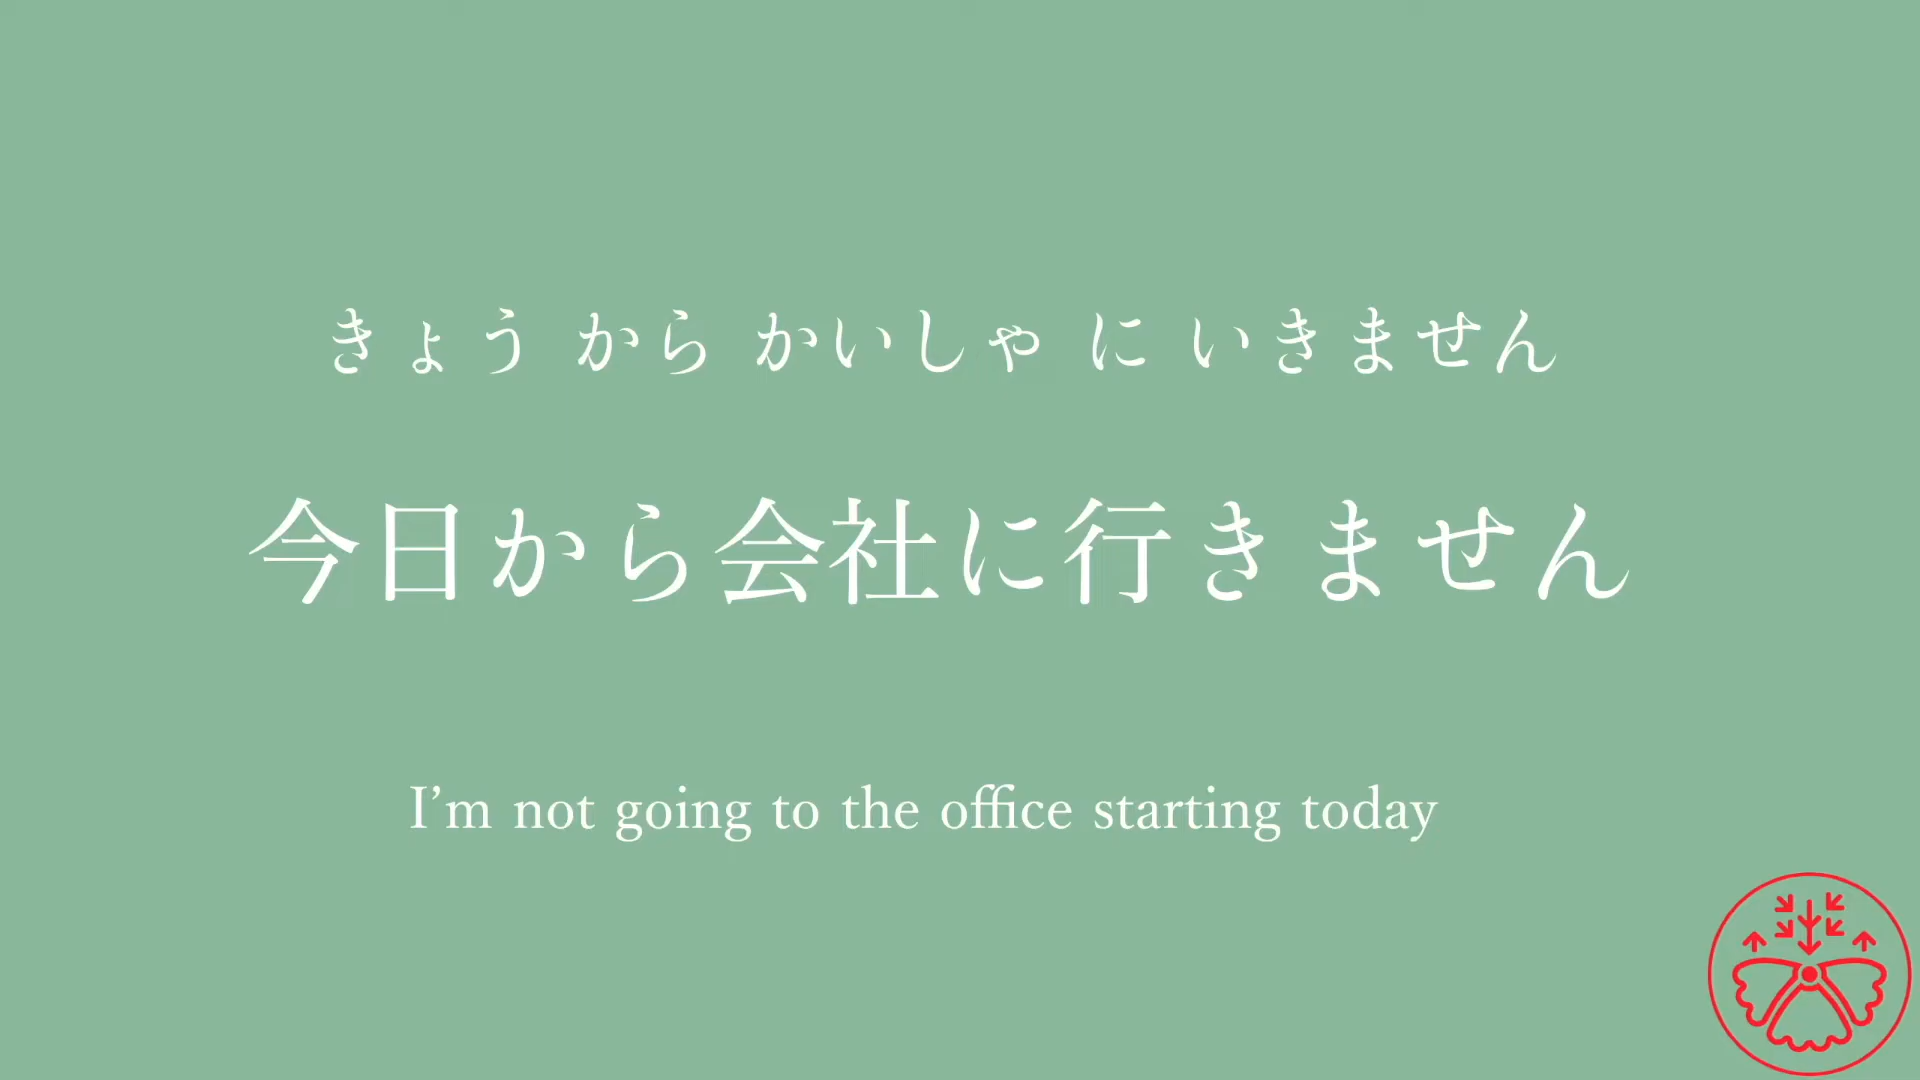 きょう から かいしゃ に いきません
今日から会社に行きません
I'm not going to the office starting today